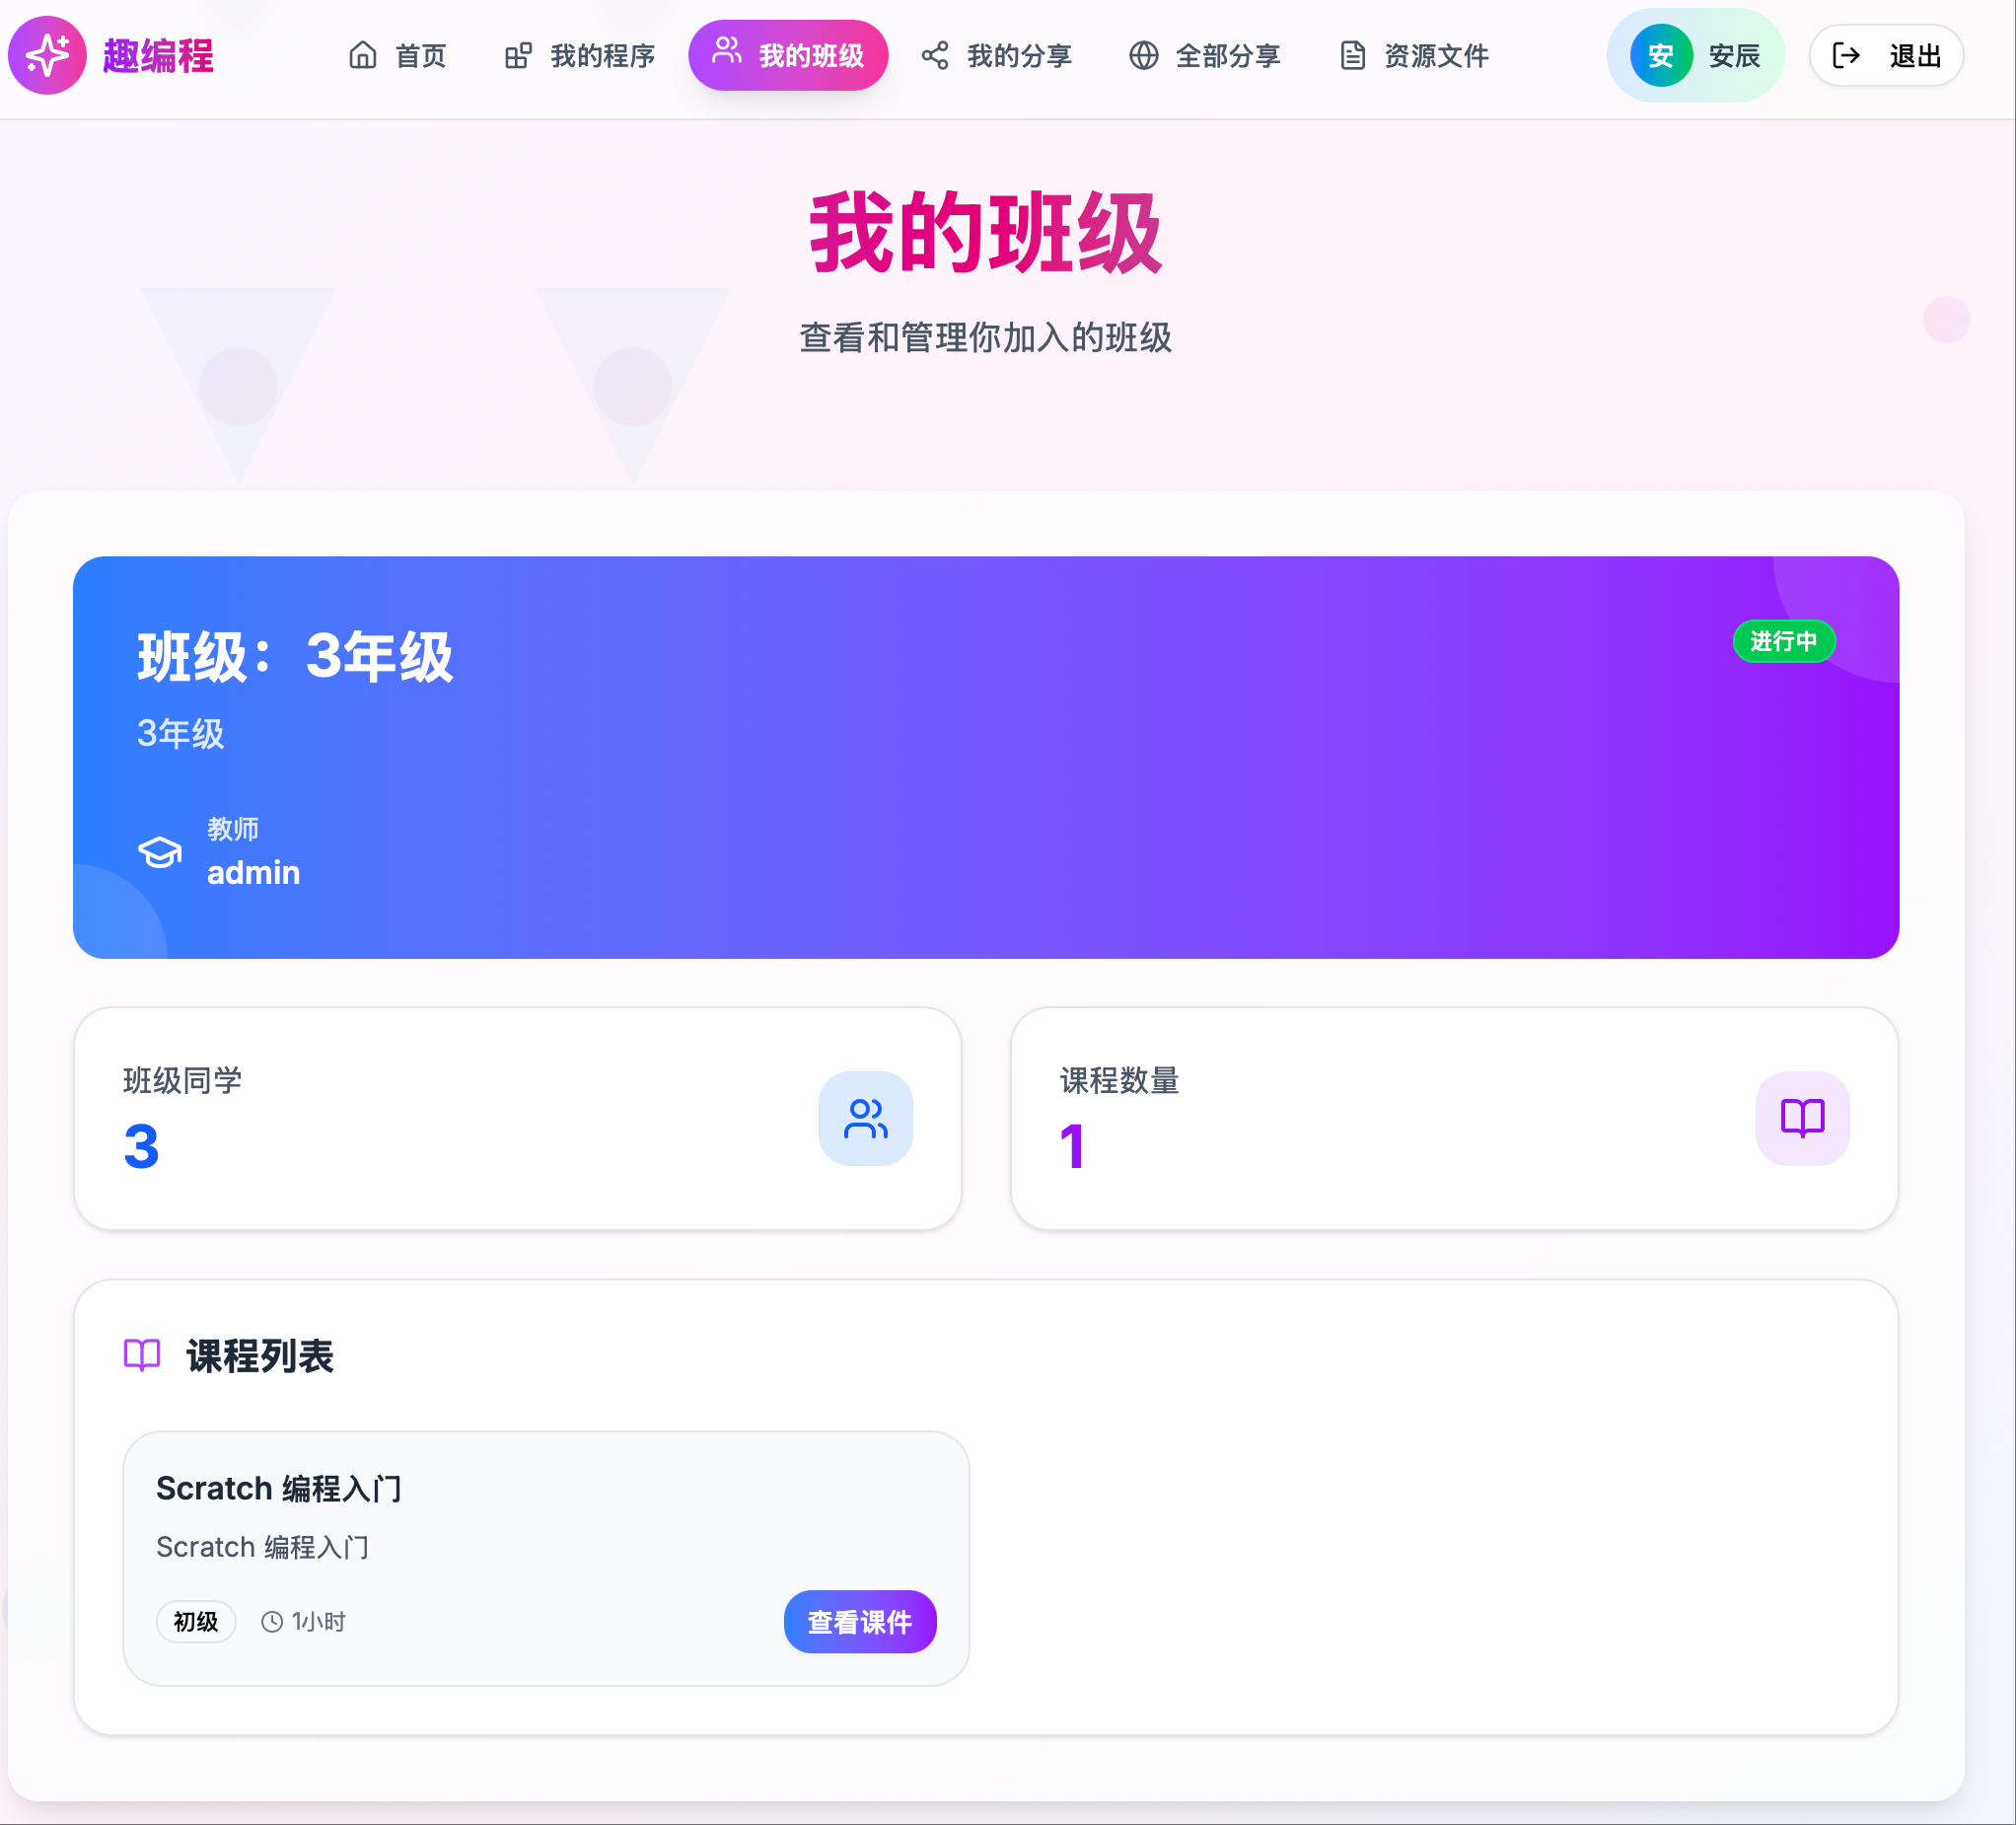 趣编程
首页
我的程序
我的班级
我的分享
全部分享
资源文件
安
安辰
退出
我的班级
查看和管理你加入的班级
班级：3年级
进行中
3年级
教师
admin
班级同学
3
课程数量
1
课程列表
Scratch 编程入门
Scratch 编程入门
初级
1小时
查看课件